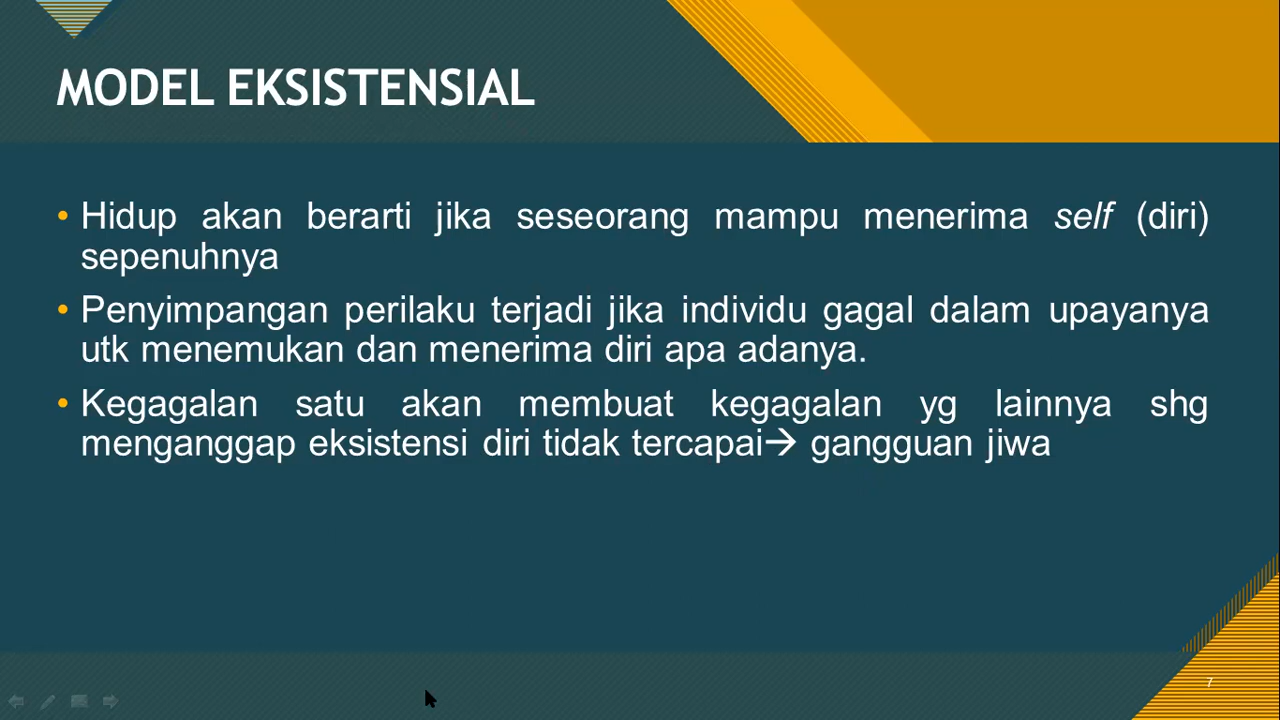 MODEL EKSISTENSIAL
• Hidup akan berarti jika seseorang mampu menerima self (diri)
sepenuhnya
• Penyimpangan perilaku terjadi jika individu gagal dalam upayanya
utk menemukan dan menerima diri apa adanya.
• Kegagalan satu akan membuat kegagalan yg lainnya shg
menganggap eksistensi diri tidak tercapai→ gangguan jiwa
7